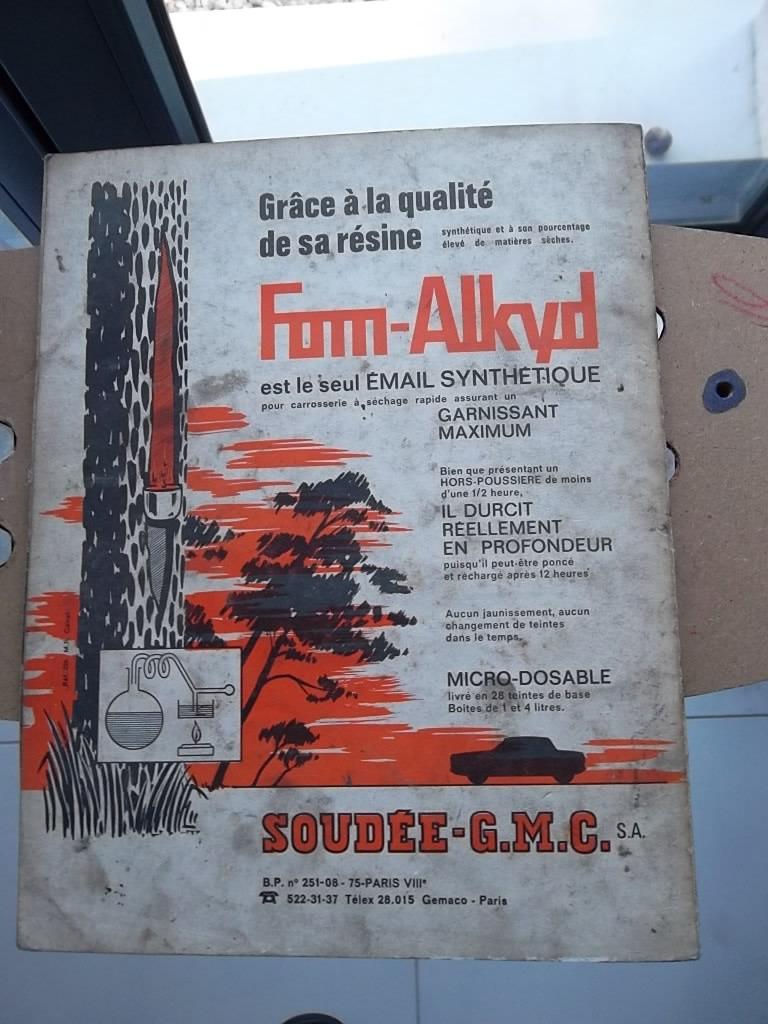 Grâce à la qualité
de sa résine
synthétique et à son pourcentage
élevé de matières sèches.
Fom-Alkyd
est le seul ÉMAIL SYNTHÉTIQUE
pour carrosserie à séchage rapide assurant un
GARNISSANT
MAXIMUM
Bien que présentant un
HORS-POUSSIERE de moins
d'une 1/2 heure,
IL DURCIT
RÉELLEMENT
EN PROFONDEUR
puisqu'il peut-être poncé
et rechargé après 12 heures
Aucun jaunissement, aucun
changement de teintes
dans le temps.
MICRO-DOSABLE
livré en 28 teintes de base
Boites de 1 et 4 litres.
SOUDÉE-G.M.C. S.A.
B.P. n° 251-08 - 75-PARIS VIIIe
☎ 522-31-37 Télex 28.015 Gemaco - Paris